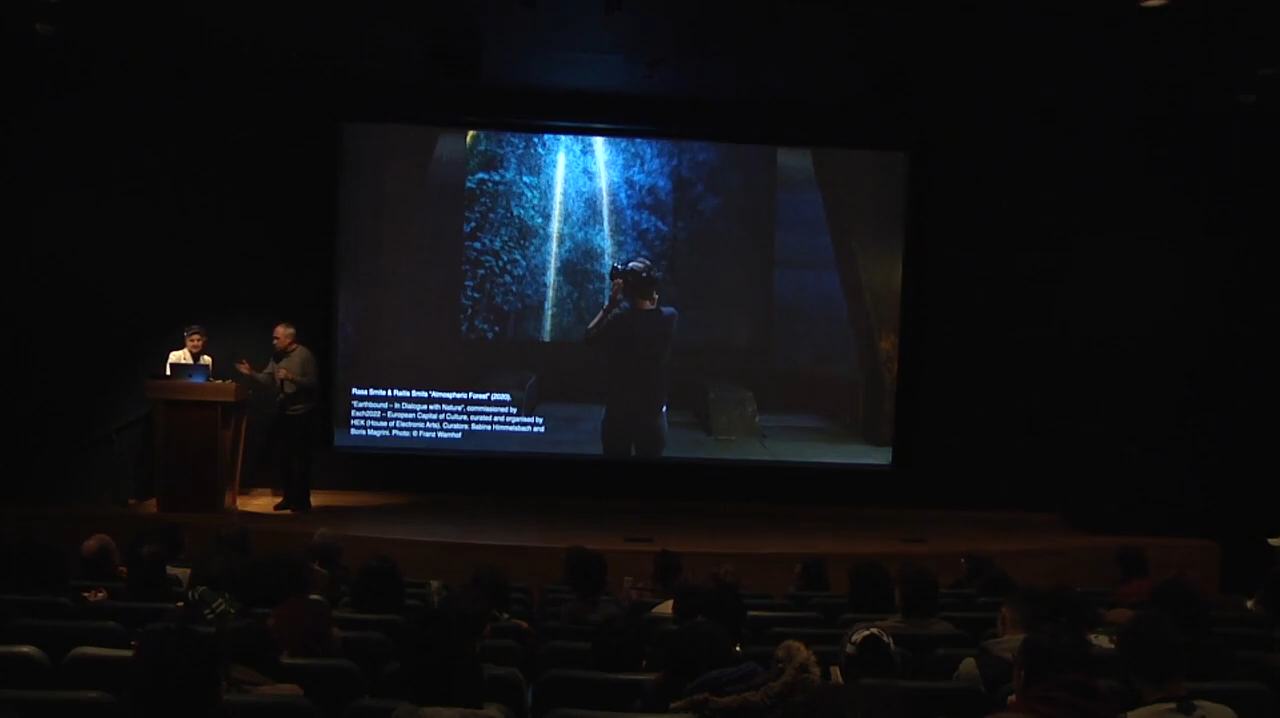 Rasa Smite & Raitis Smits "Atmospheric Forest" (2020).
"Earthbound – In Dialogue with Nature", commissioned by
Esch2022 – European Capital of Culture, curated and organised by
HEK (House of Electronic Arts). Curators: Sabine Himmelsbach and
Boris Magrini. Photo: © Franz Wamhof